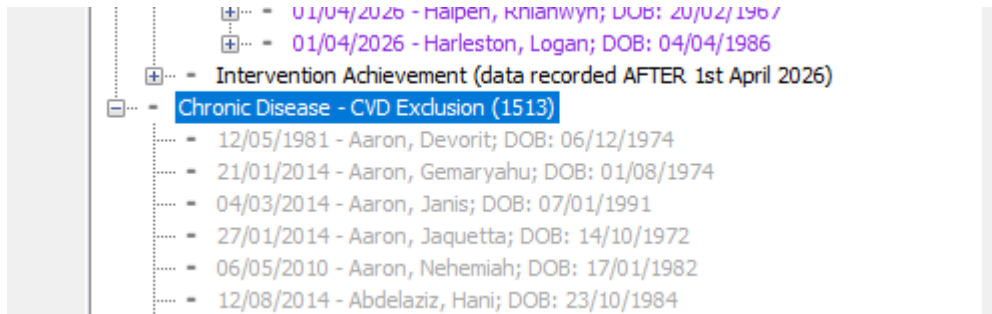 01/04/2026 - Halpen, Rhianwyn; DOB: 20/02/1967
01/04/2026 - Harleston, Logan; DOB: 04/04/1986
Intervention Achievement (data recorded AFTER 1st April 2026)
Chronic Disease - CVD Exclusion (1513)
12/05/1981 - Aaron, Devorit; DOB: 06/12/1974
21/01/2014 - Aaron, Gemaryahu; DOB: 01/08/1974
04/03/2014 - Aaron, Janis; DOB: 07/01/1991
27/01/2014 - Aaron, Jaquetta; DOB: 14/10/1972
06/05/2010 - Aaron, Nehemiah; DOB: 17/01/1982
12/08/2014 - Abdelaziz, Hani; DOB: 23/10/1984